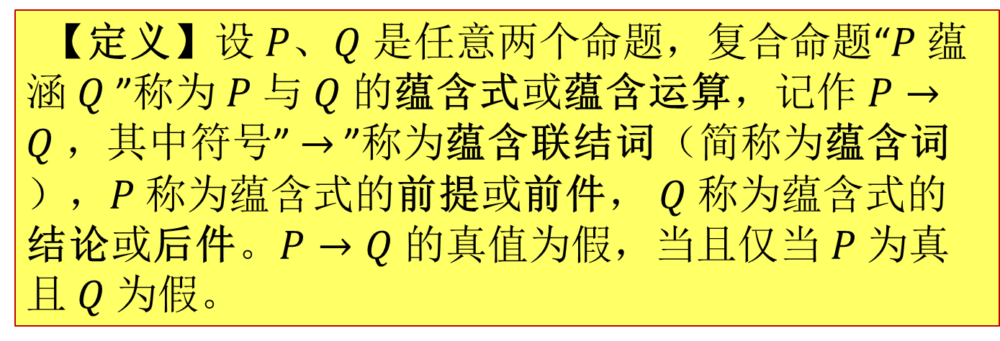 【定义】设 P、Q 是任意两个命题，复合命题“P 蕴
涵 Q ”称为 P 与 Q 的蕴含式或蕴含运算，记作 P →
Q ，其中符号” → ”称为蕴含联结词（简称为蕴含词
），P 称为蕴含式的前提或前件， Q 称为蕴含式的
结论或后件。P → Q 的真值为假，当且仅当 P 为真
且 Q 为假。